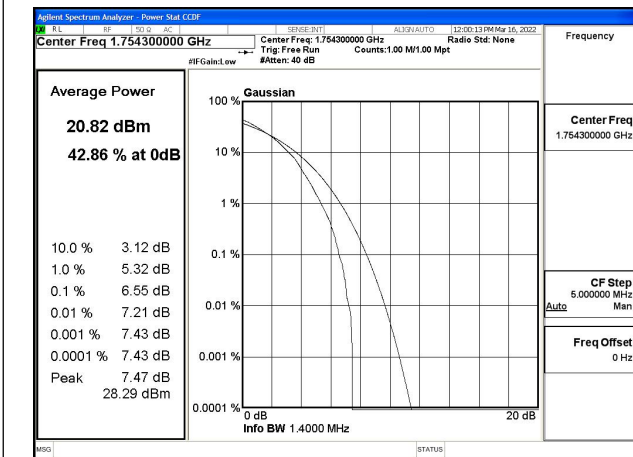 Agilent Spectrum Analyzer - Power Stat CCDF
RL RF 50 Ω AC SENSE:INT ALIGN AUTO 12:00:13 PM Mar 16, 2022
Center Freq 1.754300000 GHz
Center Freq: 1.754300000 GHz Radio Std: None
Trig: Free Run Counts:1.00 M/1.00 Mpt
#IFGain:Low #Atten: 40 dB
Frequency
Average Power
20.82 dBm
42.86 % at 0dB
10.0 % 3.12 dB
1.0 % 5.32 dB
0.1 % 6.55 dB
0.01 % 7.21 dB
0.001 % 7.43 dB
0.0001 % 7.43 dB
Peak 7.47 dB
28.29 dBm
Gaussian
100 %
10 %
1 %
0.1 %
0.01 %
0.001 %
0.0001 %
0 dB 20 dB
Info BW 1.4000 MHz
Center Freq
1.754300000 GHz
CF Step
5.000000 MHz
Auto Man
Freq Offset
0 Hz
MSG STATUS